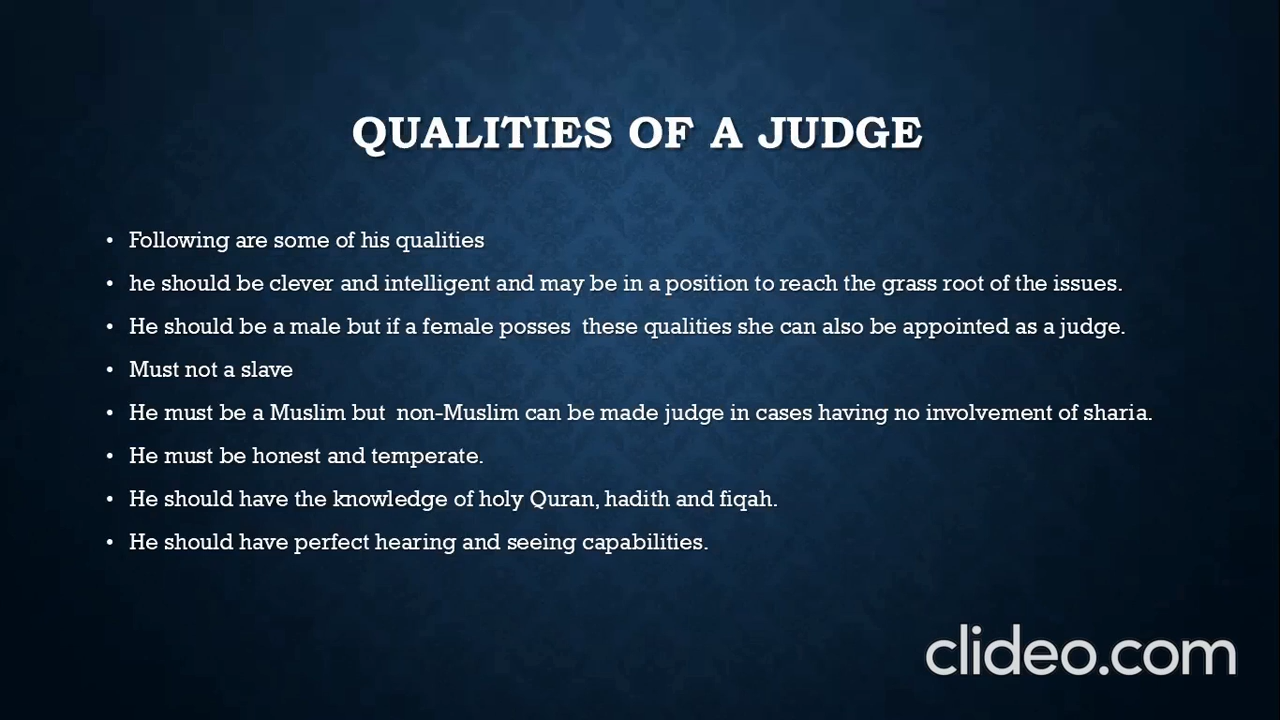 QUALITIES OF A JUDGE
• Following are some of his qualities
• he should be clever and intelligent and may be in a position to reach the grass root of the issues.
• He should be a male but if a female posses  these qualities she can also be appointed as a judge.
• Must not a slave
• He must be a Muslim but  non-Muslim can be made judge in cases having no involvement of sharia.
• He must be honest and temperate.
• He should have the knowledge of holy Quran, hadith and fiqah.
• He should have perfect hearing and seeing capabilities.
clideo.com